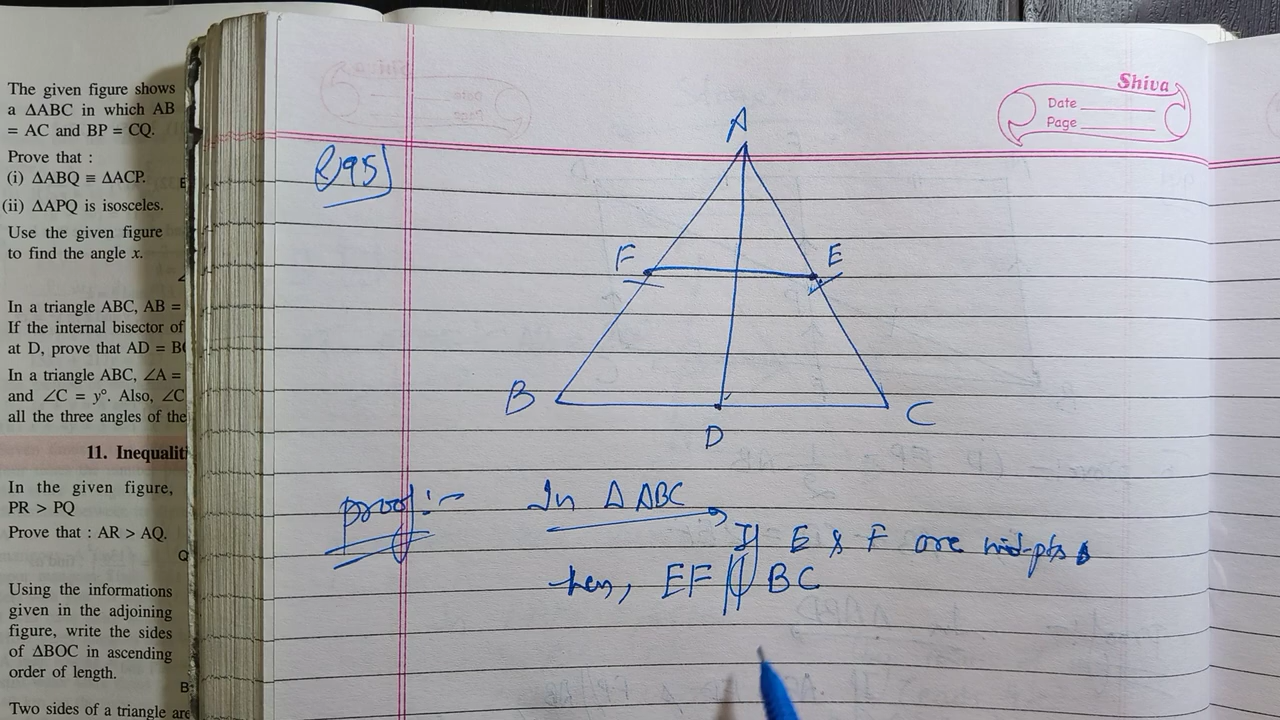 The given figure shows
a ΔABC in which AB
= AC and BP = CQ.
Prove that :
(i) ΔABQ ≡ ΔACP.
(ii) ΔAPQ is isosceles.
Use the given figure
to find the angle x.
In a triangle ABC, AB =
If the internal bisector of
at D, prove that AD = B
In a triangle ABC, ∠A =
and ∠C = y°. Also, ∠C
all the three angles of the
11. Inequalit
In the given figure,
PR > PQ
Prove that : AR > AQ.
Q
Using the informations
given in the adjoining
figure, write the sides
of ΔBOC in ascending
order of length.
B
Two sides of a triangle are
Shiva
Date
Page
Q95]
A
F E
B D C
Proof :- In Δ ABC
If E & F are mid-pts
then, EF || BC